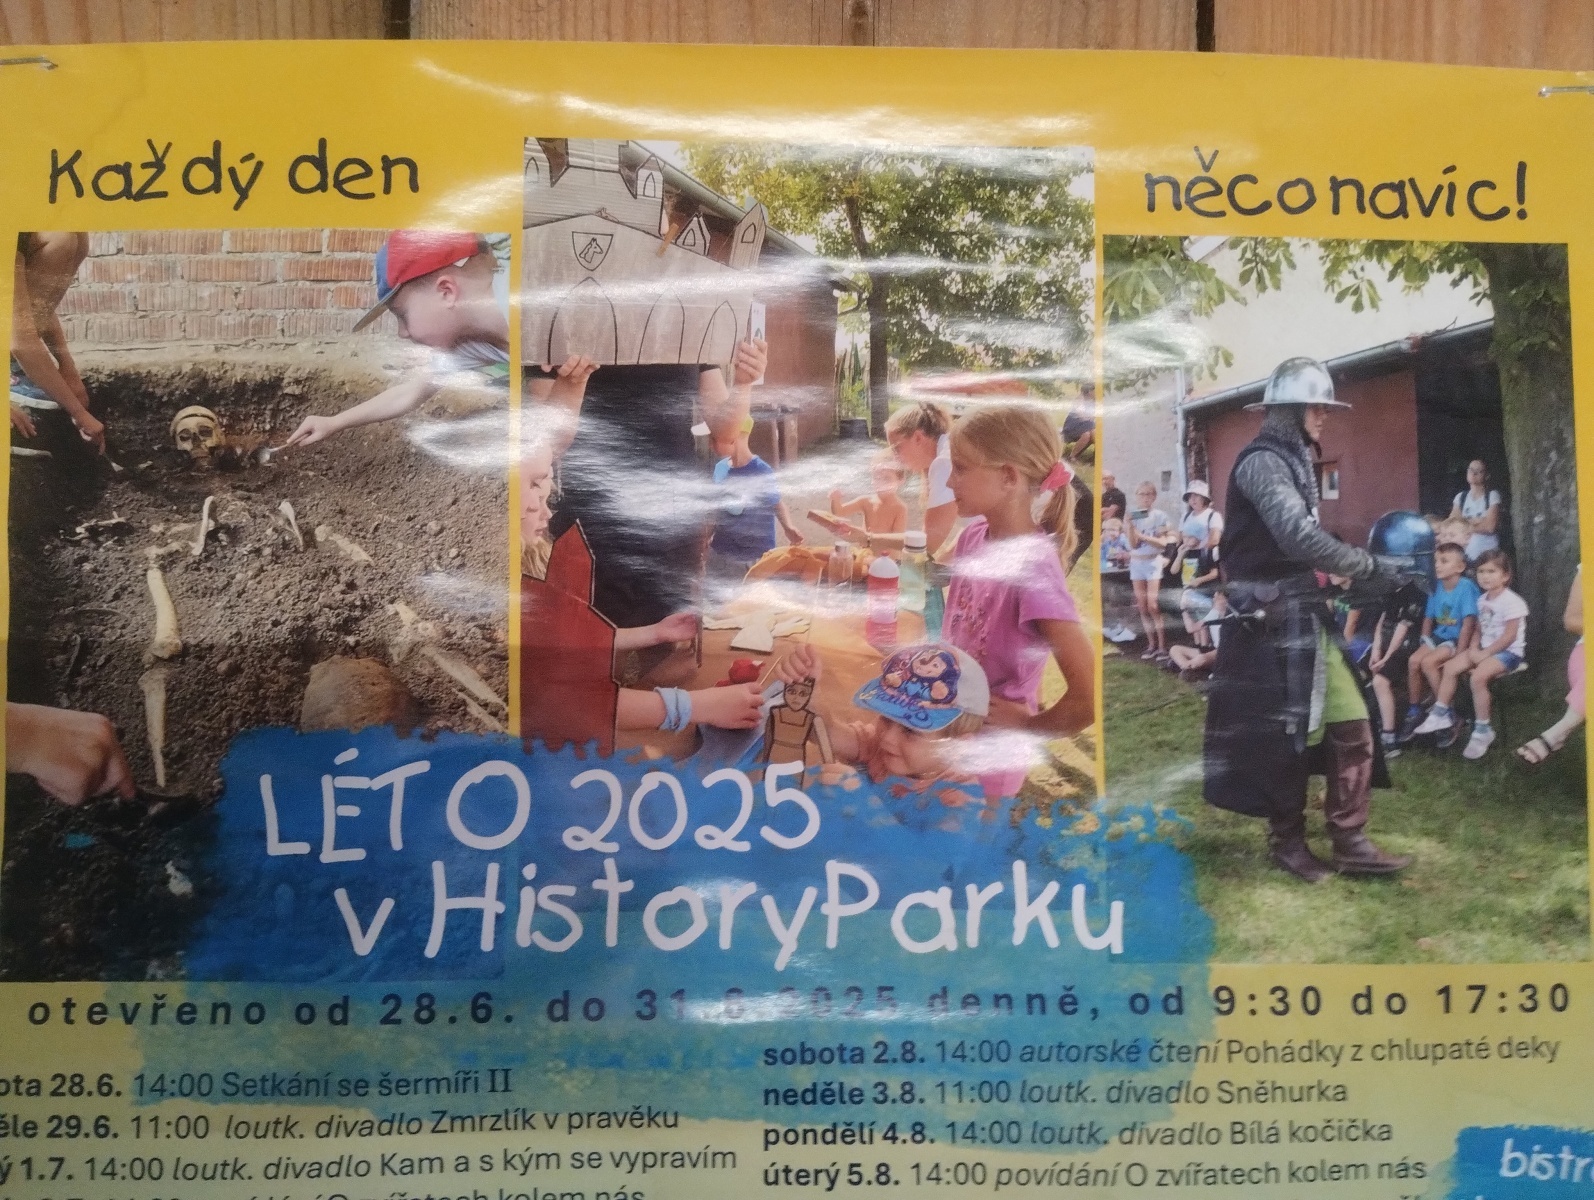 Každý den
něco navíc!
LÉTO 2025
v HistoryParku
otevřeno od 28.6. do 31.8.2025 denně, od 9:30 do 17:30
28.6. 14:00 Setkání se šermíři II
29.6. 11:00 loutk. divadlo Zmrzlík v pravěku
1.7. 14:00 loutk. divadlo Kam a s kým se vypravím
kolem nás
sobota 2.8. 14:00 autorské čtení Pohádky z chlupaté deky
neděle 3.8. 11:00 loutk. divadlo Sněhurka
pondělí 4.8. 14:00 loutk. divadlo Bílá kočička
úterý 5.8. 14:00 povídání O zvířatech kolem nás